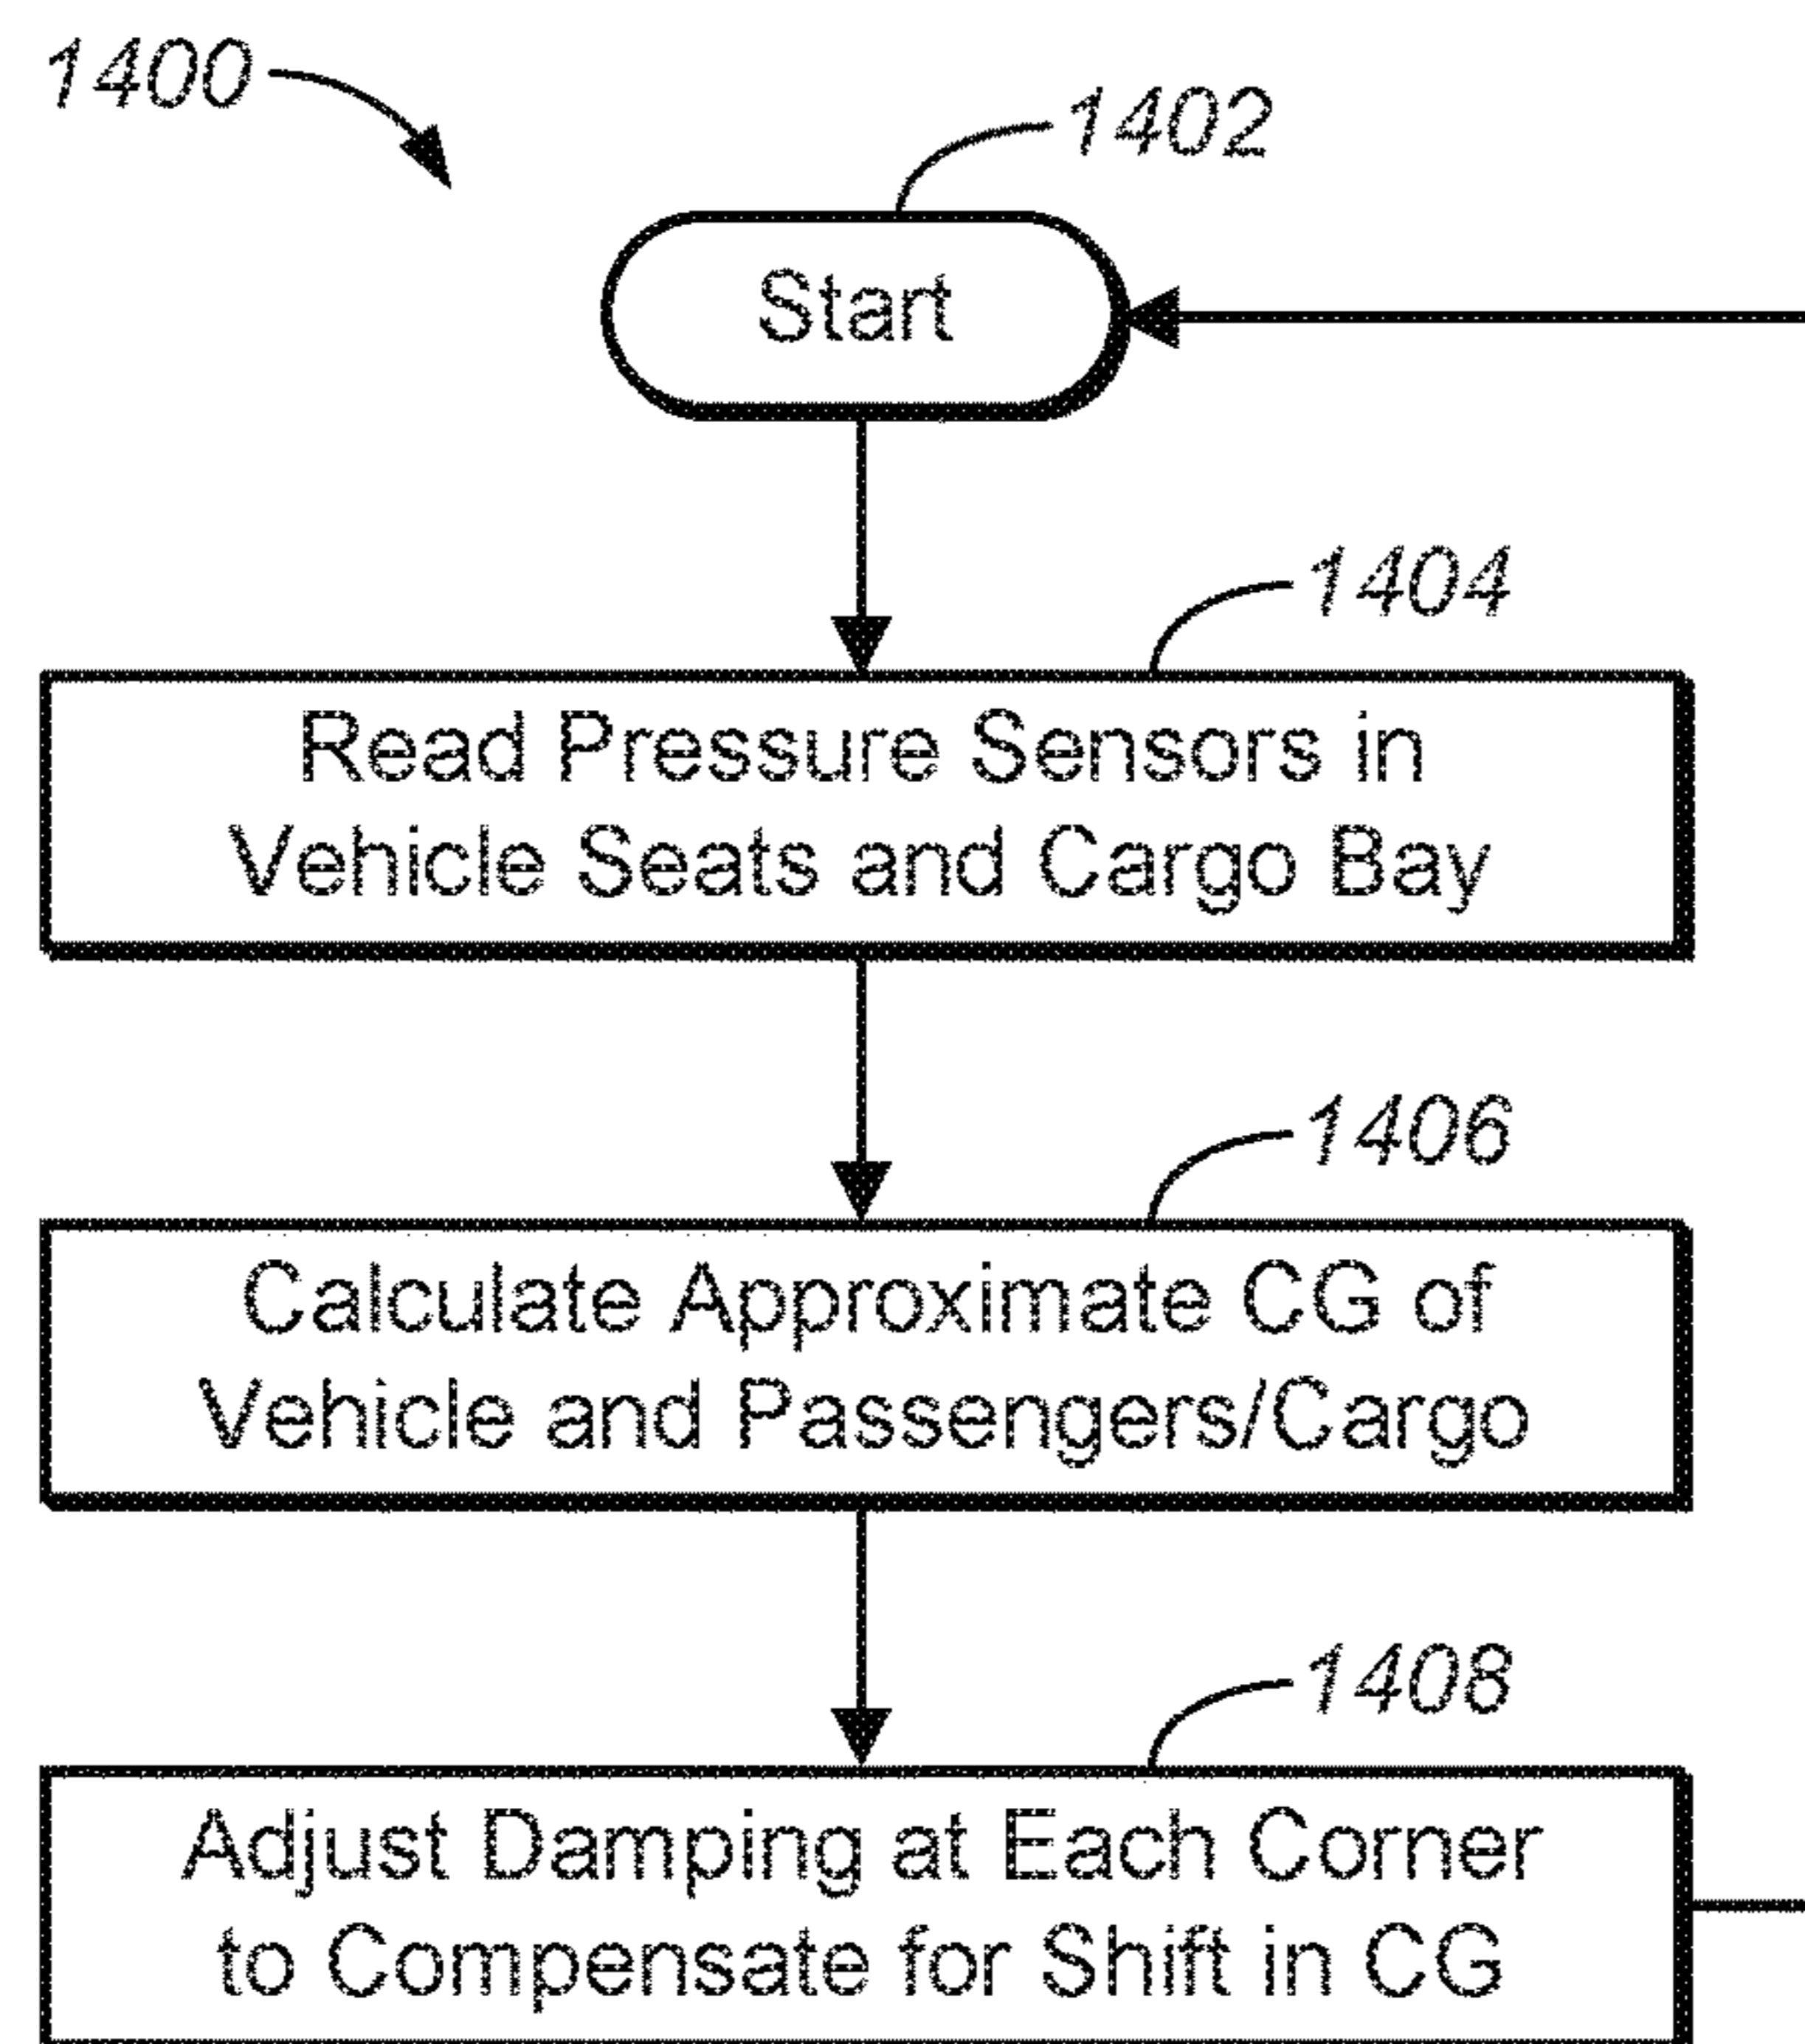 1400
1402
Start
1404
Read Pressure Sensors in
Vehicle Seats and Cargo Bay
1406
Calculate Approximate CG of
Vehicle and Passengers/Cargo
1408
Adjust Damping at Each Corner
to Compensate for Shift in CG